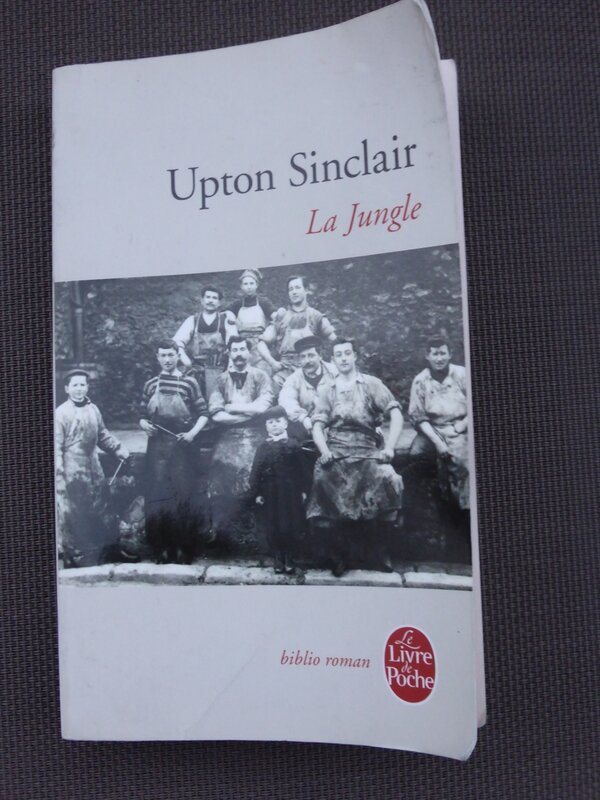 Upton Sinclair
La Jungle
biblio roman
Le
Livre
de
Poche